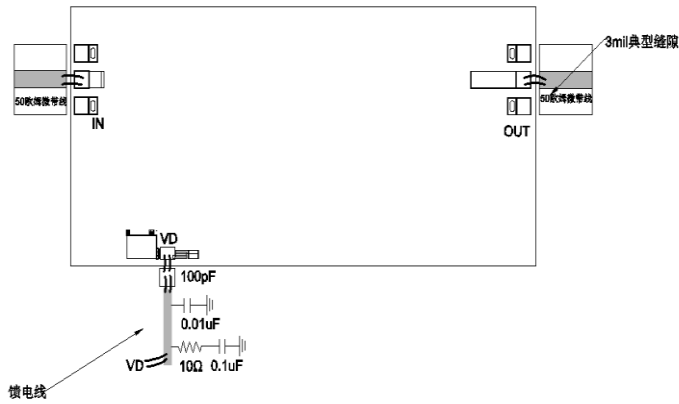 3mil典型缝隙
50欧姆微带线
50欧姆微带线
IN
OUT
VD
100pF
0.01uF
VD
10Ω 0.1uF
馈电线